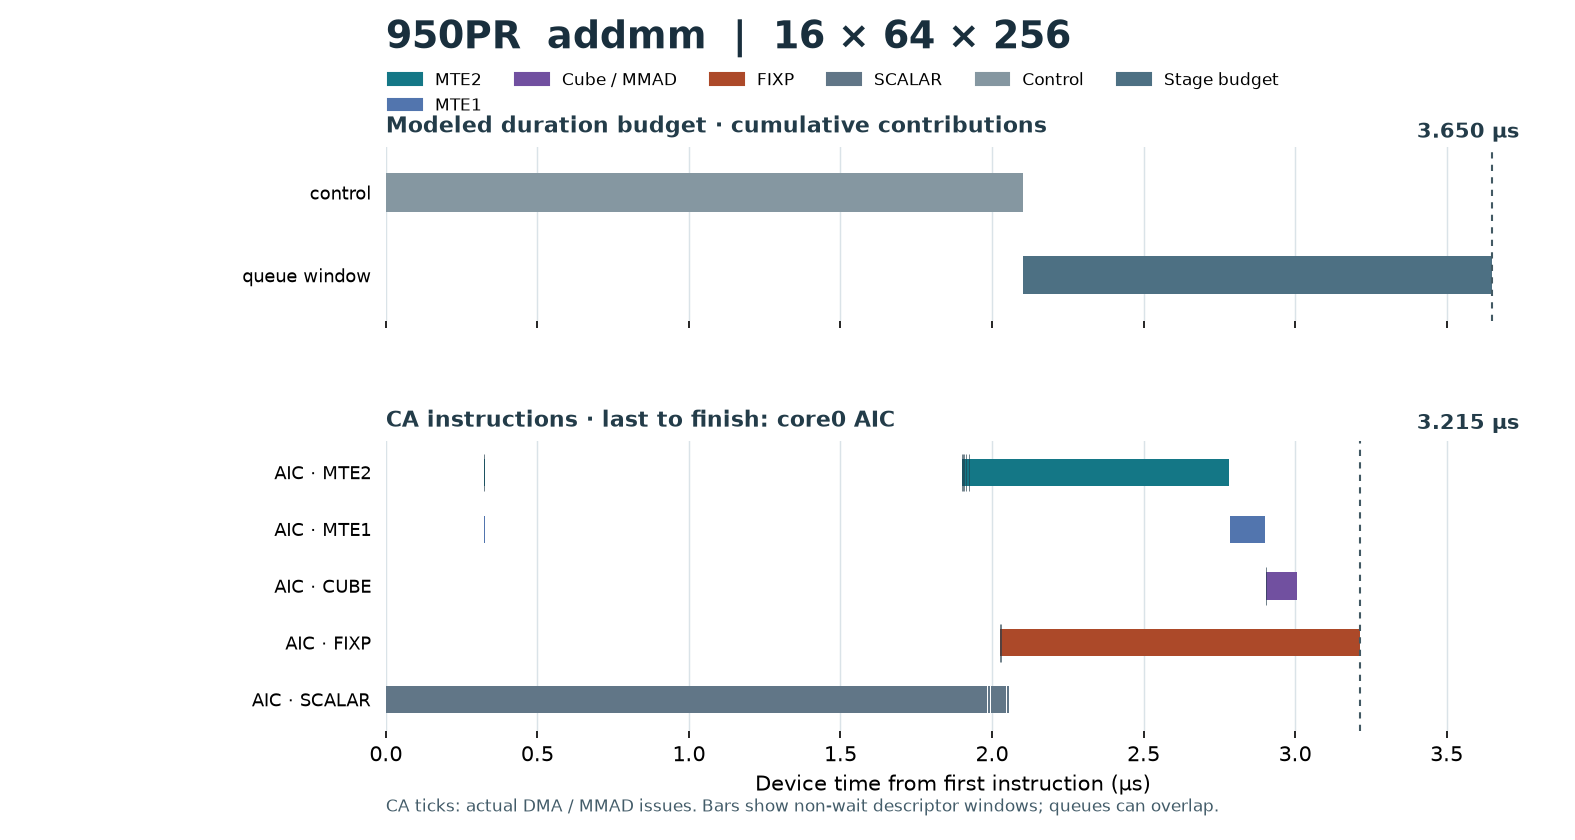 950PR addmm | 16 × 64 × 256
MTE2 Cube / MMAD FIXP SCALAR Control Stage budget
MTE1
Modeled duration budget · cumulative contributions
3.650 µs
control
queue window
CA instructions · last to finish: core0 AIC
3.215 µs
AIC · MTE2
AIC · MTE1
AIC · CUBE
AIC · FIXP
AIC · SCALAR
0.0 0.5 1.0 1.5 2.0 2.5 3.0 3.5
Device time from first instruction (µs)
CA ticks: actual DMA / MMAD issues. Bars show non-wait descriptor windows; queues can overlap.